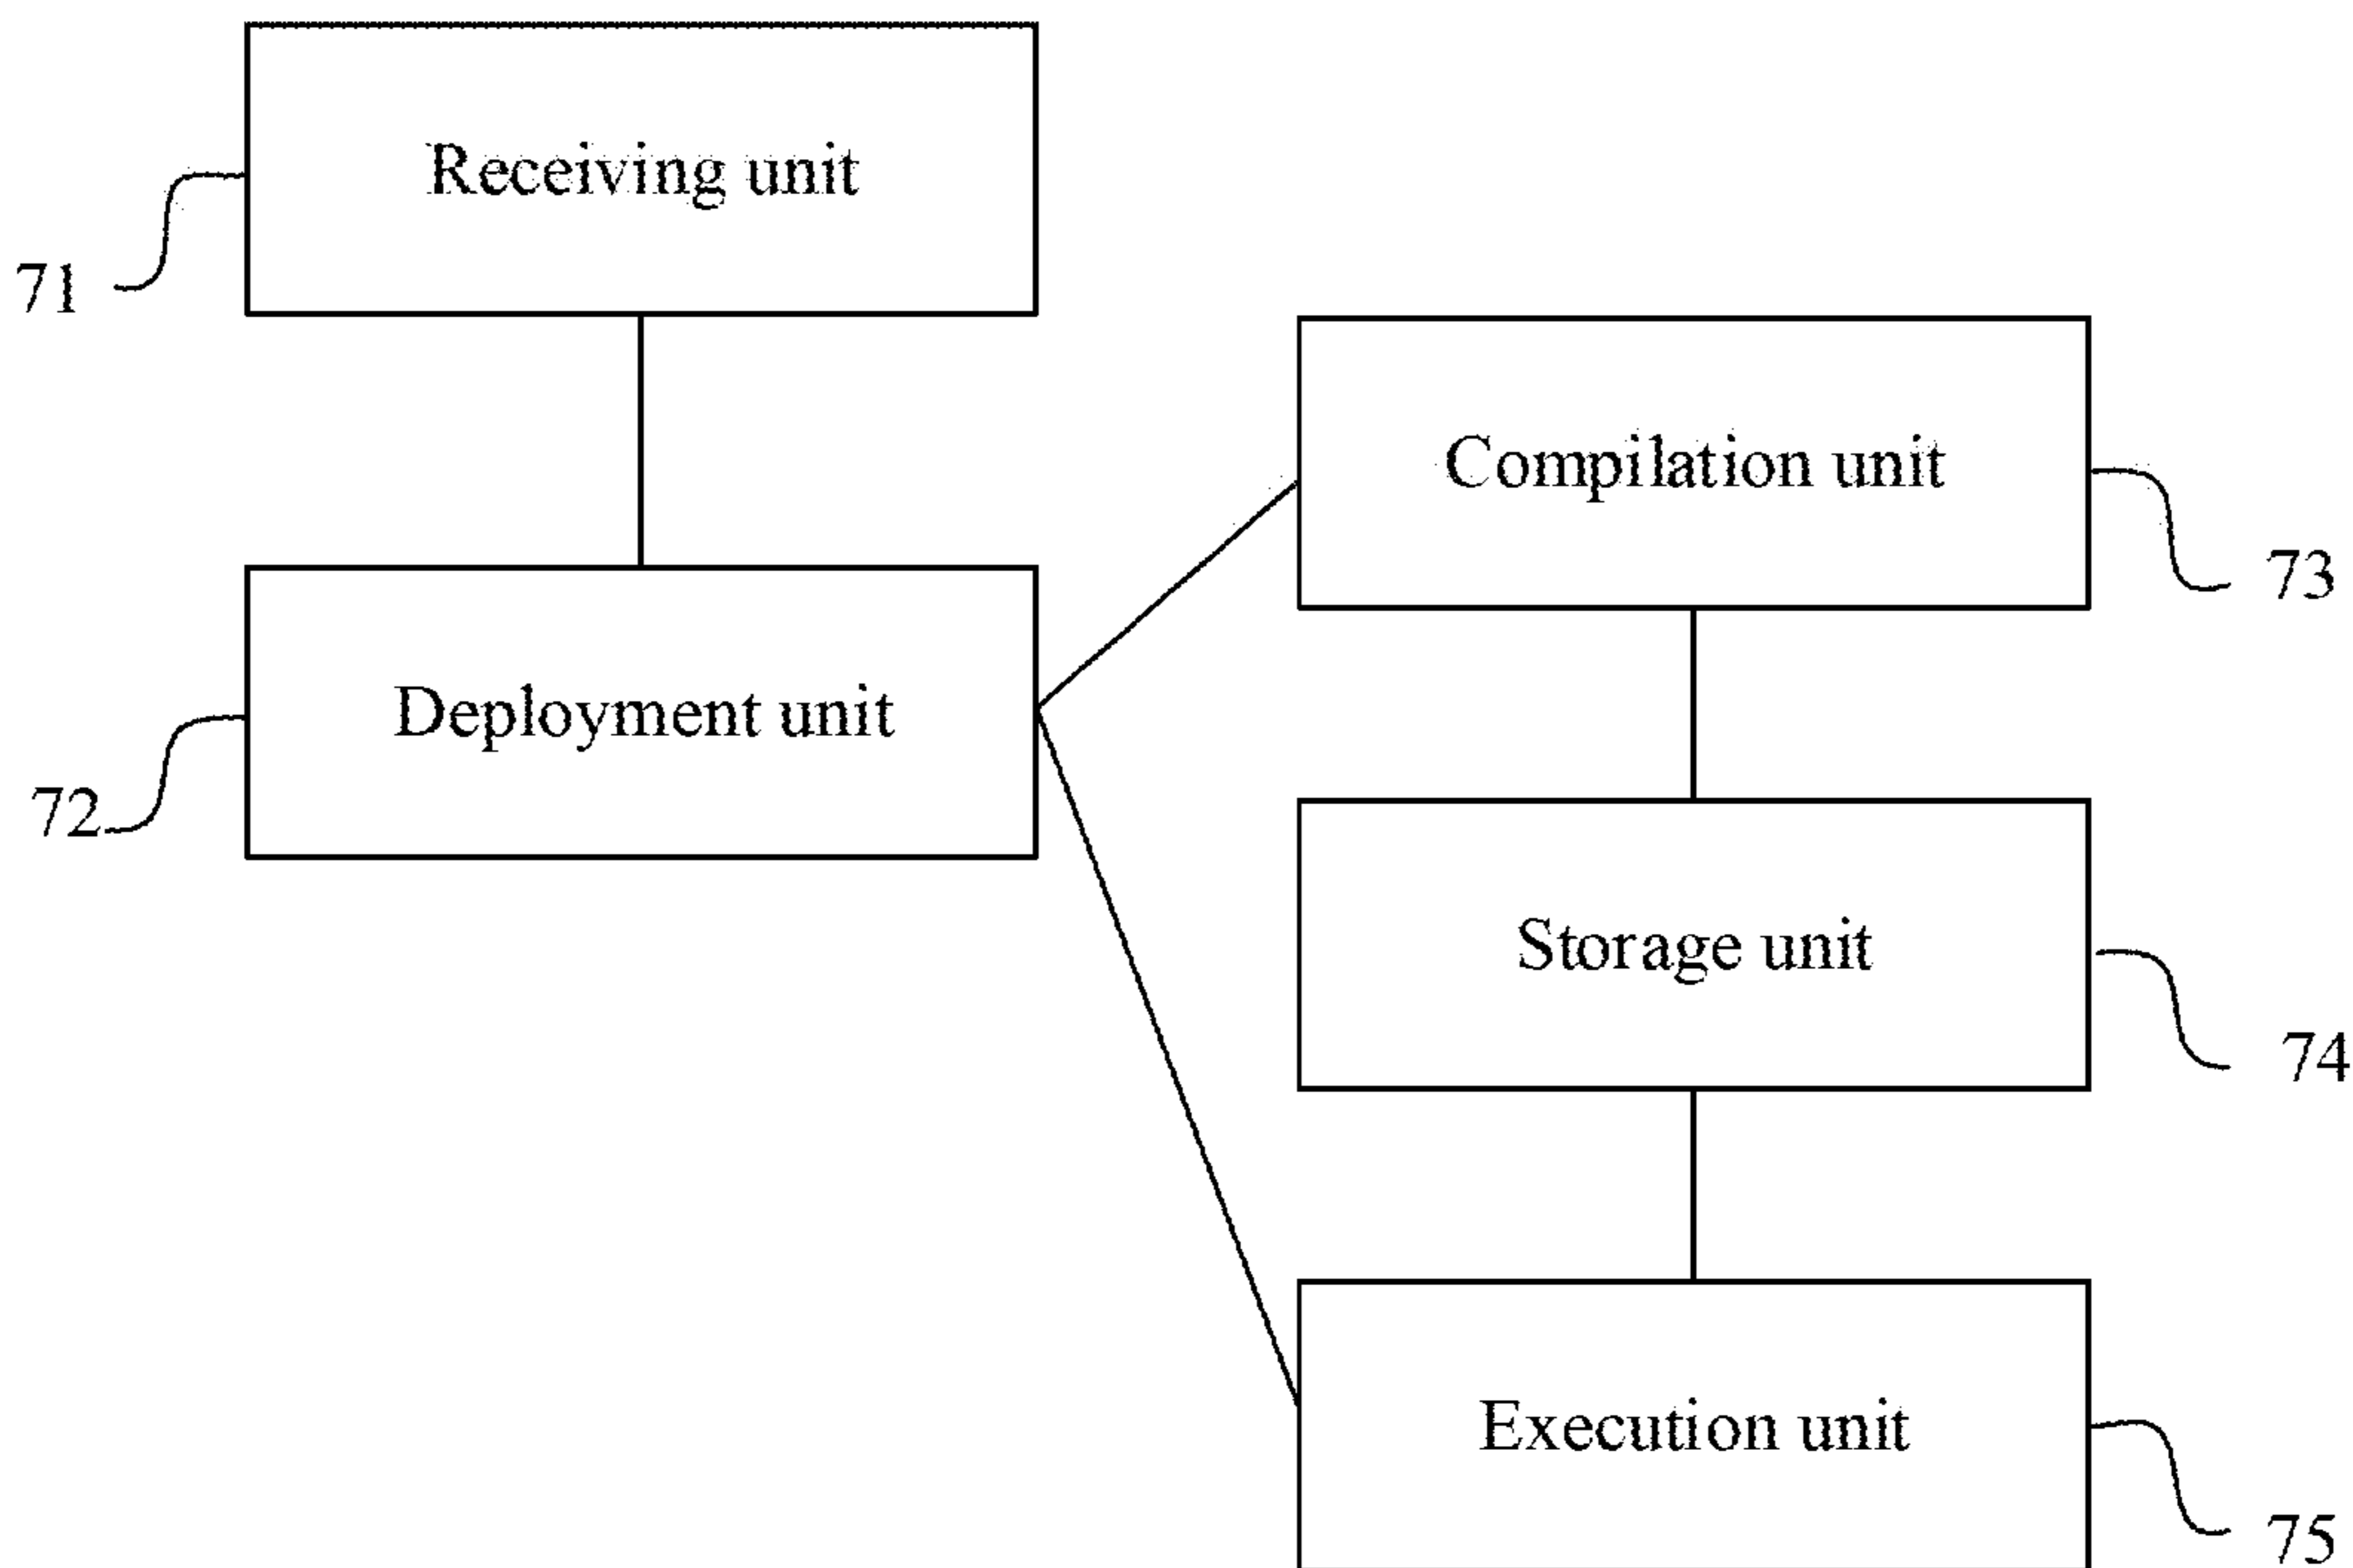 Receiving unit
71
Compilation unit
73
Deployment unit
72
Storage unit
74
Execution unit
75